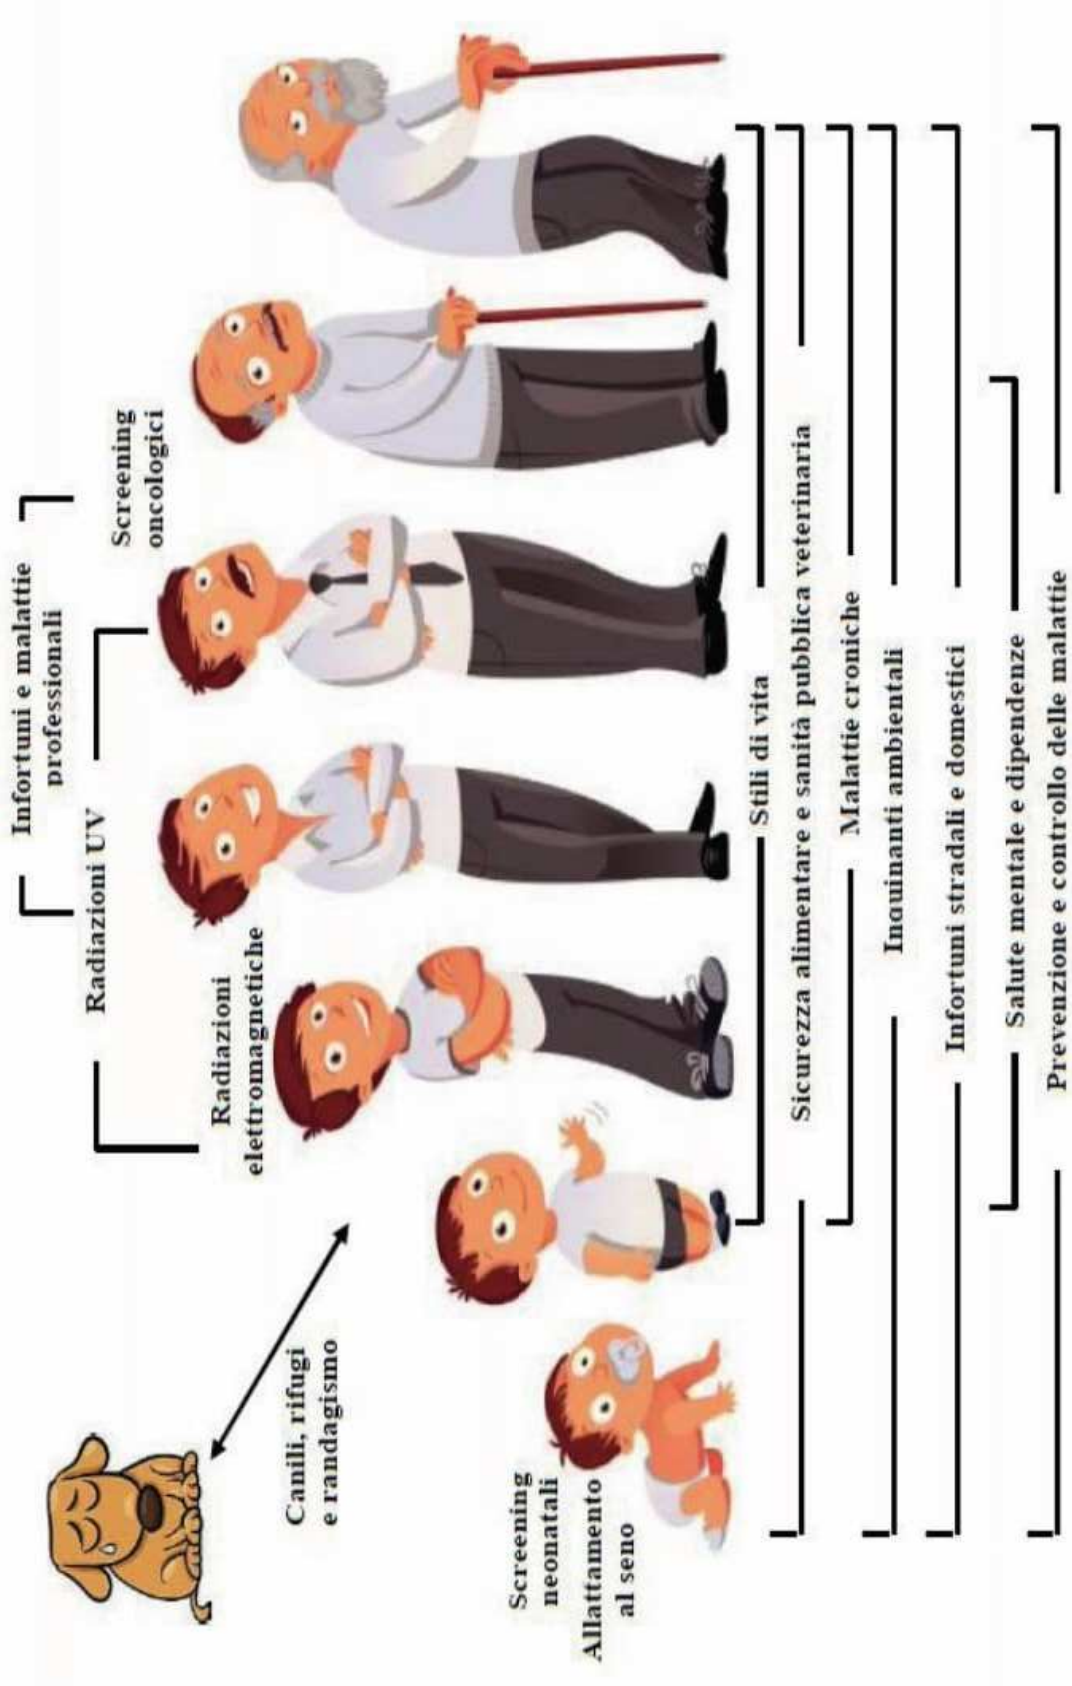 Infortuni e malattie
professionali
Radiazioni UV
Screening
oncologici
Radiazioni
elettromagnetiche
Canili, rifugi
e randagismo
Screening
neonatali
Allattamento
al seno
Stili di vita
Sicurezza alimentare e sanità pubblica veterinaria
Malattie croniche
Inquinanti ambientali
Infortuni stradali e domestici
Salute mentale e dipendenze
Prevenzione e controllo delle malattie